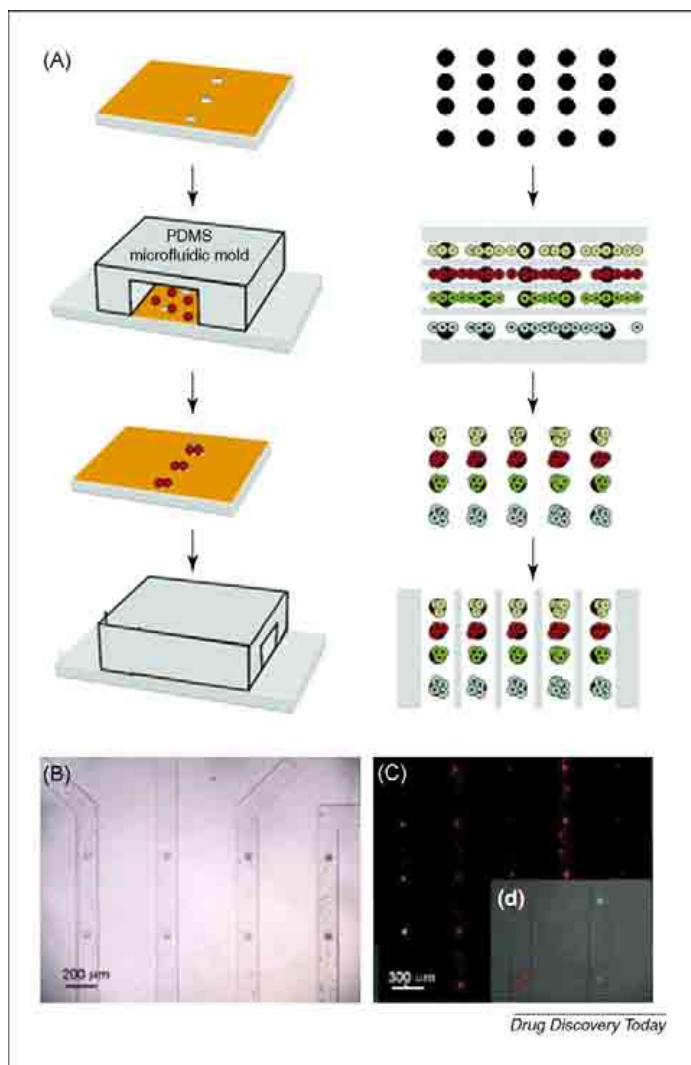 (A)
PDMS
microfluidic mold
(B)
200 µm
(C)
(d)
300 µm
Drug Discovery Today